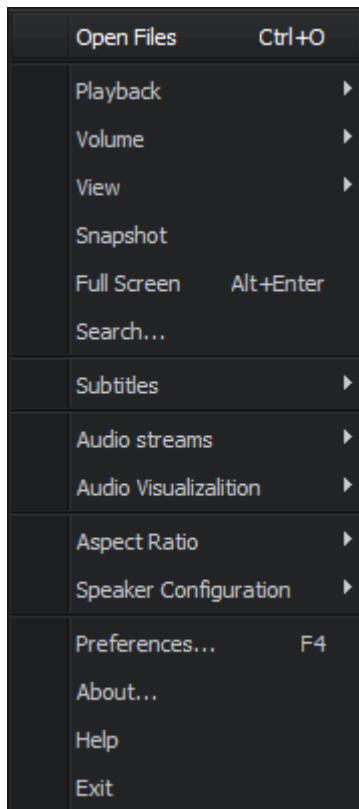 Open Files Ctrl+O
Playback
Volume
View
Snapshot
Full Screen Alt+Enter
Search...
Subtitles
Audio streams
Audio Visualizalition
Aspect Ratio
Speaker Configuration
Preferences... F4
About...
Help
Exit